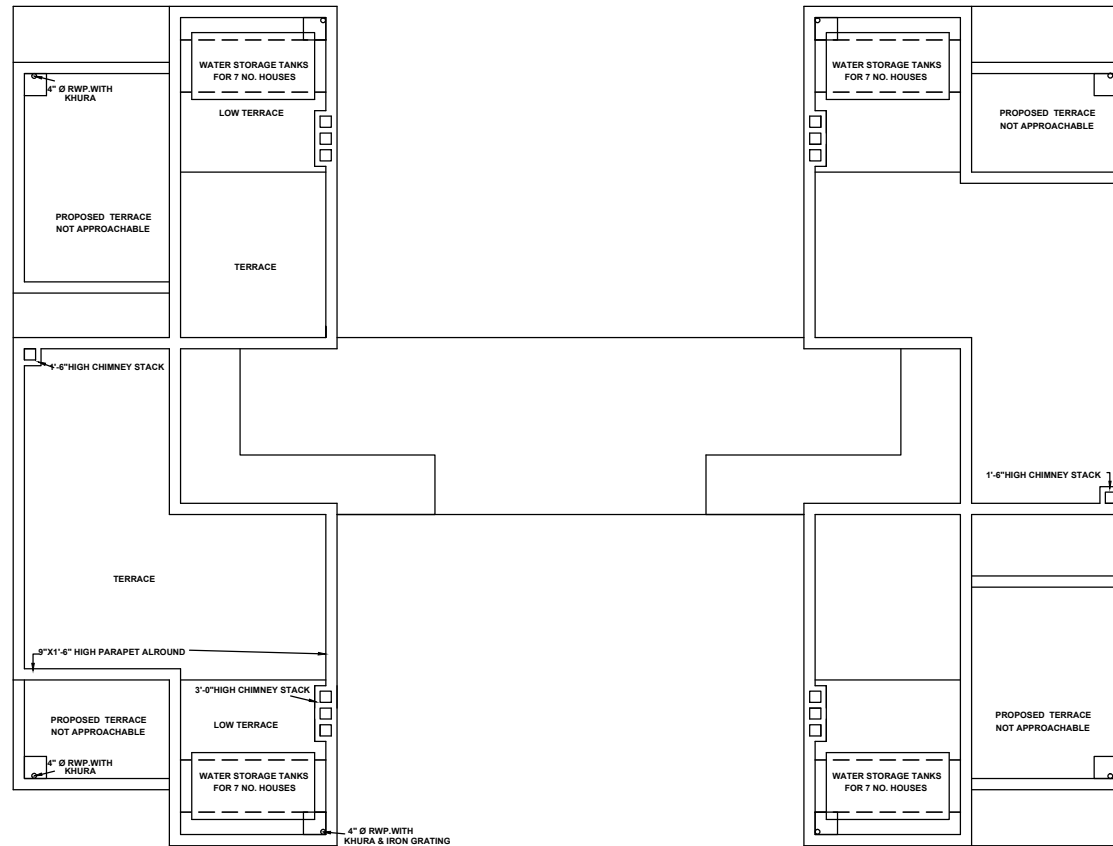 WATER STORAGE TANKS
FOR 7 NO. HOUSES
WATER STORAGE TANKS
FOR 7 NO. HOUSES
4" Ø RWP.WITH
KHURA
LOW TERRACE
PROPOSED  TERRACE
NOT APPROACHABLE
PROPOSED  TERRACE
NOT APPROACHABLE
TERRACE
1'-6"HIGH CHIMNEY STACK
1'-6"HIGH CHIMNEY STACK
TERRACE
9"X1'-6" HIGH PARAPET ALROUND
3'-0"HIGH CHIMNEY STACK
PROPOSED  TERRACE
NOT APPROACHABLE
LOW TERRACE
PROPOSED  TERRACE
NOT APPROACHABLE
4" Ø RWP.WITH
KHURA
WATER STORAGE TANKS
FOR 7 NO. HOUSES
WATER STORAGE TANKS
FOR 7 NO. HOUSES
4" Ø RWP.WITH
KHURA & IRON GRATING